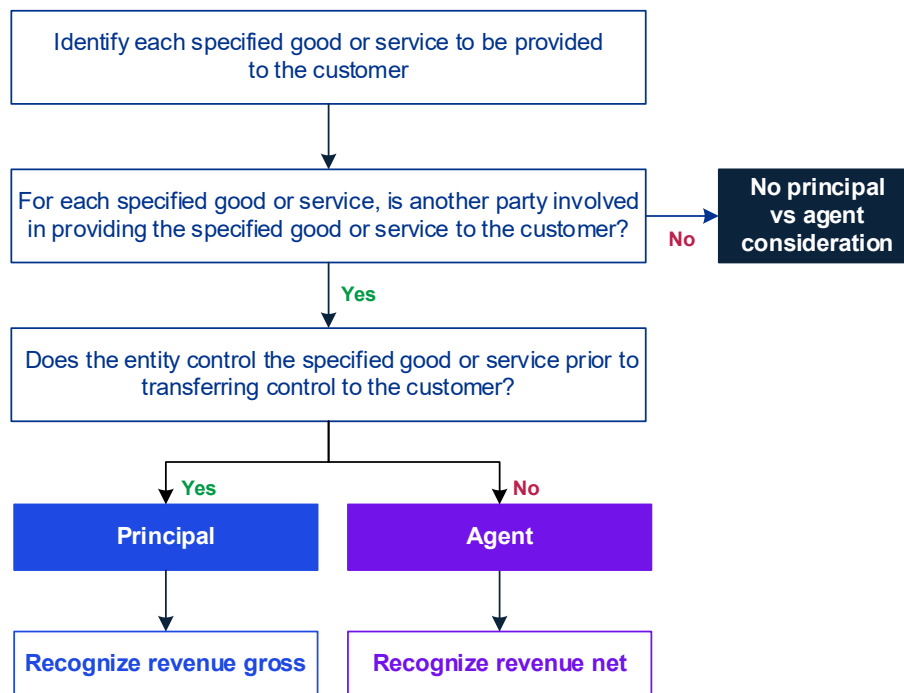 Identify each specified good or service to be provided
to the customer
For each specified good or service, is another party involved
in providing the specified good or service to the customer?
No
No principal
vs agent
consideration
Yes
Does the entity control the specified good or service prior to
transferring control to the customer?
Yes
No
Principal
Agent
Recognize revenue gross
Recognize revenue net